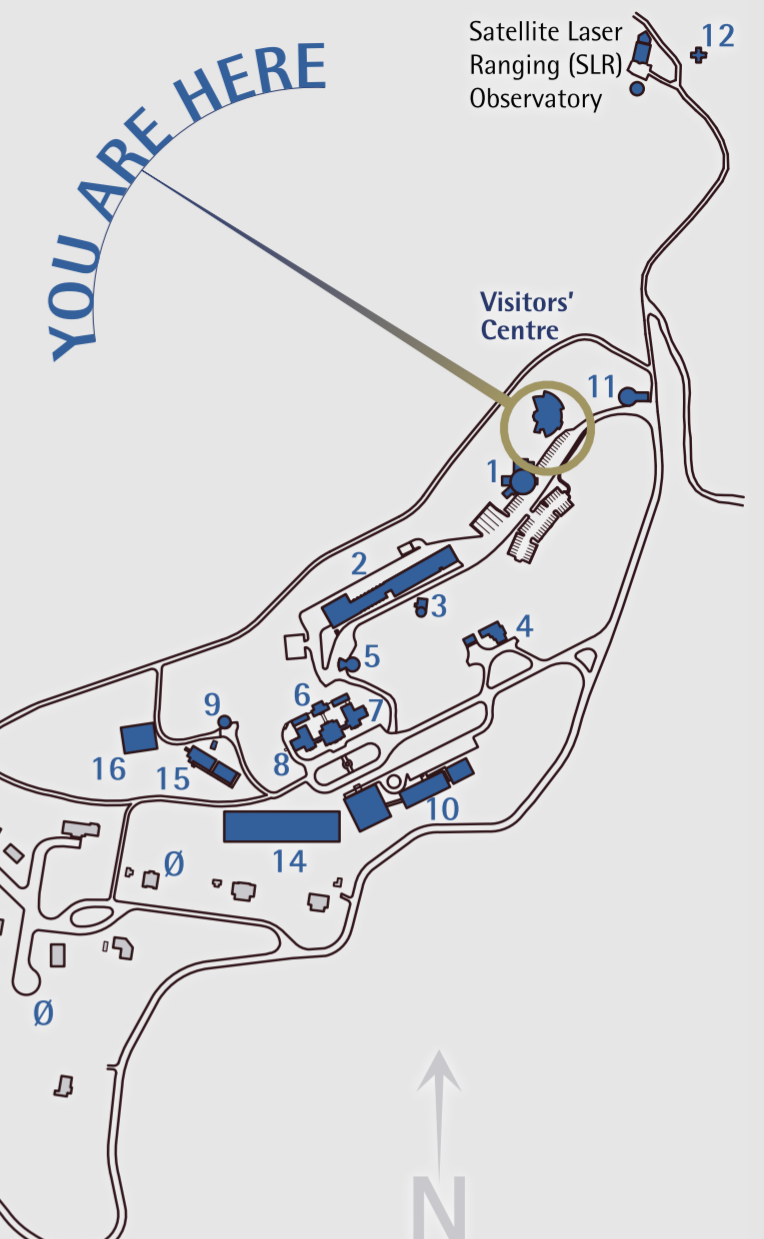 Satellite Laser
Ranging (SLR)
Observatory
12
YOU ARE HERE
Visitors'
Centre
11
1
2
3
4
5
6
7
9
8
16
15
10
14
Ø
Ø
N